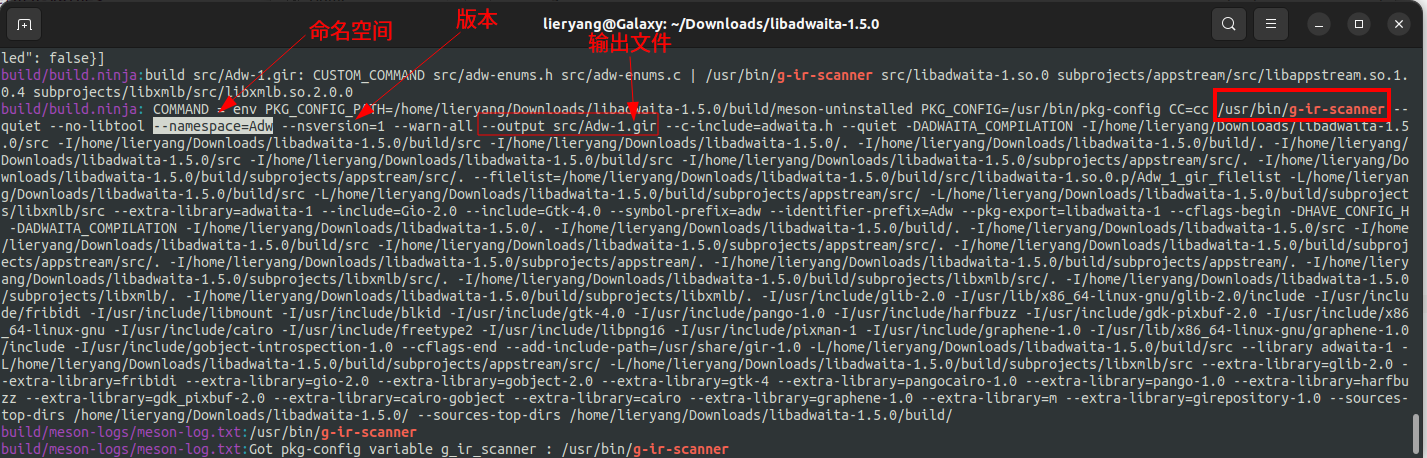 lieryang@Galaxy: ~/Downloads/libadwaita-1.5.0
命名空间
版本
输出文件
led": false}]
build/build.ninja:build src/Adw-1.gir: CUSTOM_COMMAND src/adw-enums.h src/adw-enums.c | /usr/bin/g-ir-scanner src/libadwaita-1.so.0 subprojects/appstream/src/libappstream.so.1.
0.4 subprojects/libxmlb/src/libxmlb.so.2.0.0
build/build.ninja: COMMAND = env PKG_CONFIG_PATH=/home/lieryang/Downloads/libadwaita-1.5.0/build/meson-uninstalled PKG_CONFIG=/usr/bin/pkg-config CC=cc /usr/bin/g-ir-scanner --
quiet --no-libtool --namespace=Adw --nsversion=1 --warn-all --output src/Adw-1.gir --c-include=adwaita.h --quiet -DADWAITA_COMPILATION -I/home/lieryang/Downloads/libadwaita-1.5
.0/src -I/home/lieryang/Downloads/libadwaita-1.5.0/build/src -I/home/lieryang/Downloads/libadwaita-1.5.0/. -I/home/lieryang/Downloads/libadwaita-1.5.0/build/. -I/home/lieryang/
Downloads/libadwaita-1.5.0/src -I/home/lieryang/Downloads/libadwaita-1.5.0/build/src -I/home/lieryang/Downloads/libadwaita-1.5.0/subprojects/appstream/src/. -I/home/lieryang/Do
wnloads/libadwaita-1.5.0/build/subprojects/appstream/src/. --filelist=/home/lieryang/Downloads/libadwaita-1.5.0/build/src/libadwaita-1.so.0.p/Adw_1_gir_filelist -L/home/lieryan
g/Downloads/libadwaita-1.5.0/build/src -L/home/lieryang/Downloads/libadwaita-1.5.0/build/subprojects/appstream/src/ -L/home/lieryang/Downloads/libadwaita-1.5.0/build/subproject
s/libxmlb/src --extra-library=adwaita-1 --include=Gio-2.0 --include=Gtk-4.0 --symbol-prefix=adw --identifier-prefix=Adw --pkg-export=libadwaita-1 --cflags-begin -DHAVE_CONFIG_H
-DADWAITA_COMPILATION -I/home/lieryang/Downloads/libadwaita-1.5.0/. -I/home/lieryang/Downloads/libadwaita-1.5.0/build/. -I/home/lieryang/Downloads/libadwaita-1.5.0/src -I/home
/lieryang/Downloads/libadwaita-1.5.0/build/src -I/home/lieryang/Downloads/libadwaita-1.5.0/subprojects/appstream/src/. -I/home/lieryang/Downloads/libadwaita-1.5.0/build/subproj
ects/appstream/src/. -I/home/lieryang/Downloads/libadwaita-1.5.0/subprojects/appstream/. -I/home/lieryang/Downloads/libadwaita-1.5.0/build/subprojects/appstream/. -I/home/liery
ang/Downloads/libadwaita-1.5.0/subprojects/libxmlb/src/. -I/home/lieryang/Downloads/libadwaita-1.5.0/build/subprojects/libxmlb/src/. -I/home/lieryang/Downloads/libadwaita-1.5.0
/subprojects/libxmlb/. -I/home/lieryang/Downloads/libadwaita-1.5.0/build/subprojects/libxmlb/. -I/usr/include/glib-2.0 -I/usr/lib/x86_64-linux-gnu/glib-2.0/include -I/usr/inclu
de/fribidi -I/usr/include/libmount -I/usr/include/blkid -I/usr/include/gtk-4.0 -I/usr/include/pango-1.0 -I/usr/include/harfbuzz -I/usr/include/gdk-pixbuf-2.0 -I/usr/include/x86
_64-linux-gnu -I/usr/include/cairo -I/usr/include/freetype2 -I/usr/include/libpng16 -I/usr/include/pixman-1 -I/usr/include/graphene-1.0 -I/usr/lib/x86_64-linux-gnu/graphene-1.0
/include -I/usr/include/gobject-introspection-1.0 --cflags-end --add-include-path=/usr/share/gir-1.0 -L/home/lieryang/Downloads/libadwaita-1.5.0/build/src --library adwaita-1 -
L/home/lieryang/Downloads/libadwaita-1.5.0/build/subprojects/appstream/src/ -L/home/lieryang/Downloads/libadwaita-1.5.0/build/subprojects/libxmlb/src --extra-library=glib-2.0 -
-extra-library=fribidi --extra-library=gio-2.0 --extra-library=gobject-2.0 --extra-library=gtk-4 --extra-library=pangocairo-1.0 --extra-library=pango-1.0 --extra-library=harfbu
zz --extra-library=gdk_pixbuf-2.0 --extra-library=cairo-gobject --extra-library=cairo --extra-library=graphene-1.0 --extra-library=m --extra-library=girepository-1.0 --sources-
top-dirs /home/lieryang/Downloads/libadwaita-1.5.0/ --sources-top-dirs /home/lieryang/Downloads/libadwaita-1.5.0/build/
build/meson-logs/meson-log.txt:/usr/bin/g-ir-scanner
build/meson-logs/meson-log.txt:Got pkg-config variable g_ir_scanner : /usr/bin/g-ir-scanner